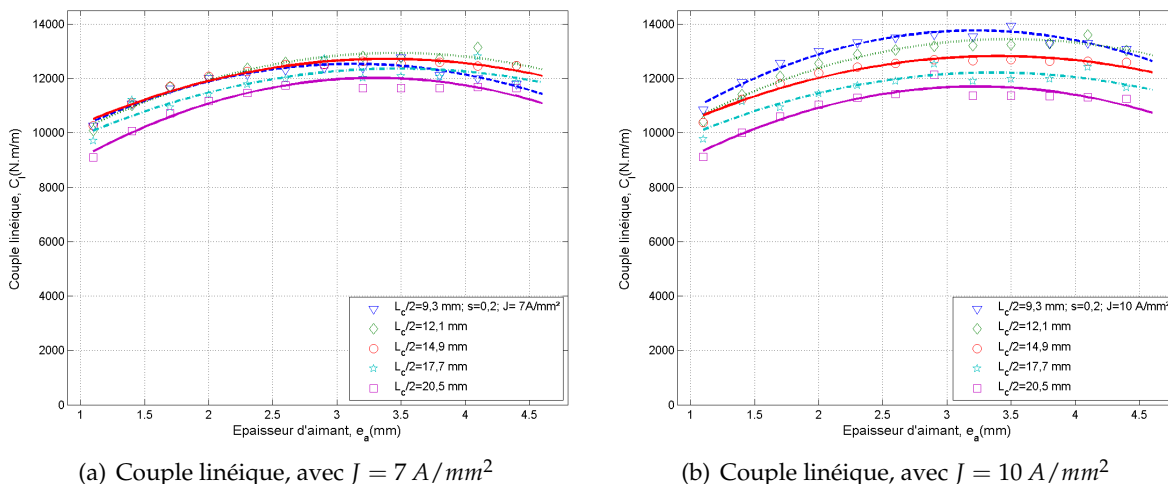 14000
12000
10000
8000
6000
4000
2000
0
Couple linéique, C_l(N.m/m)
1
1.5
2
2.5
3
3.5
4
4.5
Epaisseur d'aimant, e_a(mm)
L_c/2=9,3 mm; s=0,2; J= 7A/mm²
L_c/2=12,1 mm
L_c/2=14,9 mm
L_c/2=17,7 mm
L_c/2=20,5 mm
(a) Couple linéique, avec J = 7 A/mm²
14000
12000
10000
8000
6000
4000
2000
0
Couple linéique, C_l(N.m/m)
1
1.5
2
2.5
3
3.5
4
4.5
Epaisseur d'aimant, e_a(mm)
L_c/2=9,3 mm; s=0,2; J=10 A/mm²
L_c/2=12,1 mm
L_c/2=14,9 mm
L_c/2=17,7 mm
L_c/2=20,5 mm
(b) Couple linéique, avec J = 10 A/mm²